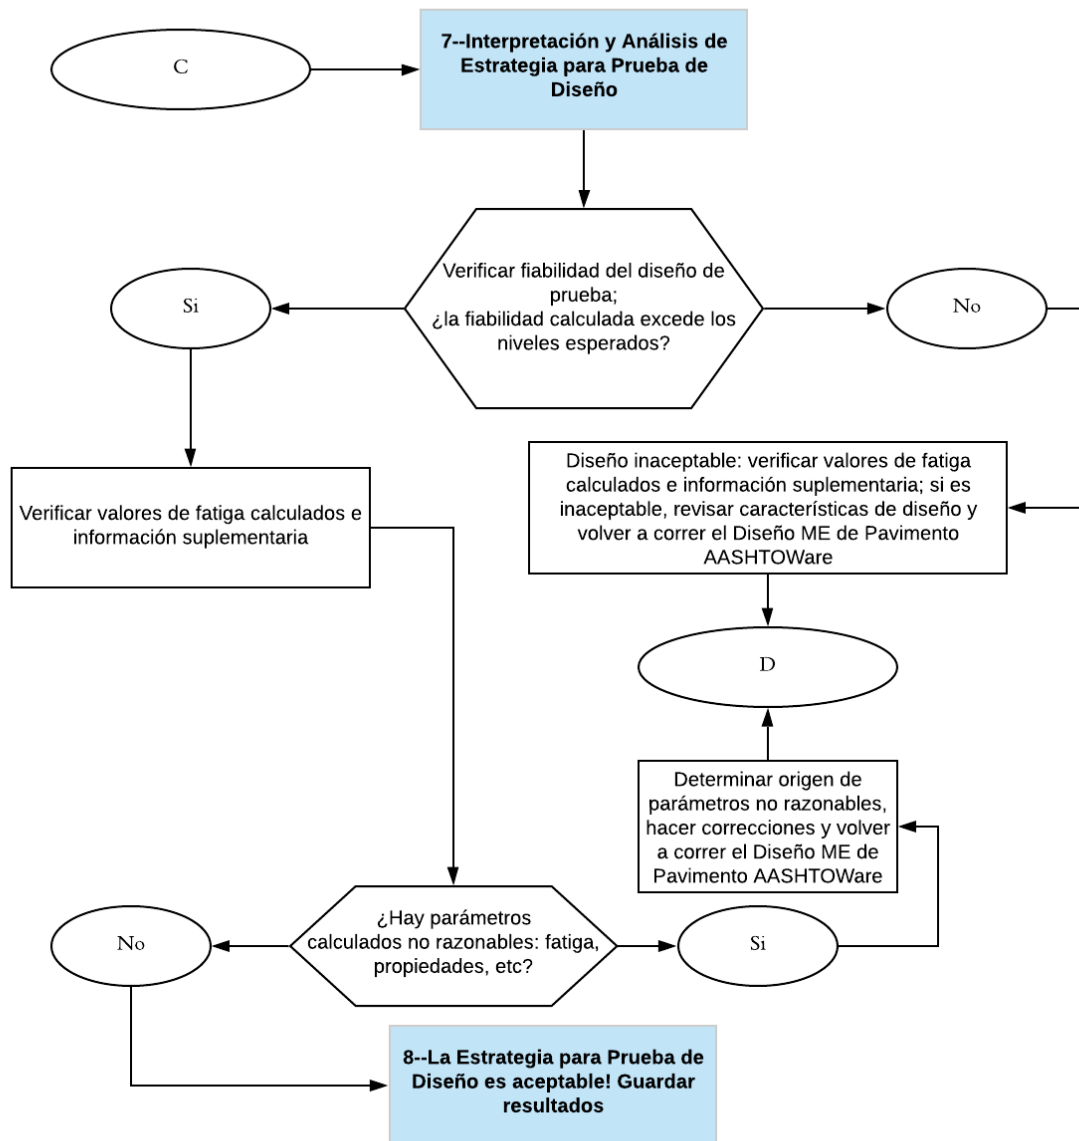 C
7--Interpretación y Análisis de
Estrategia para Prueba de
Diseño
Verificar fiabilidad del diseño de
prueba;
¿la fiabilidad calculada excede los
niveles esperados?
Si
No
Verificar valores de fatiga calculados e
información suplementaria
Diseño inaceptable: verificar valores de fatiga
calculados e información suplementaria; si es
inaceptable, revisar características de diseño y
volver a correr el Diseño ME de Pavimento
AASHTOWare
D
Determinar origen de
parámetros no razonables,
hacer correcciones y volver
a correr el Diseño ME de
Pavimento AASHTOWare
¿Hay parámetros
calculados no razonables: fatiga,
propiedades, etc?
No
Si
8--La Estrategia para Prueba de
Diseño es aceptable! Guardar
resultados